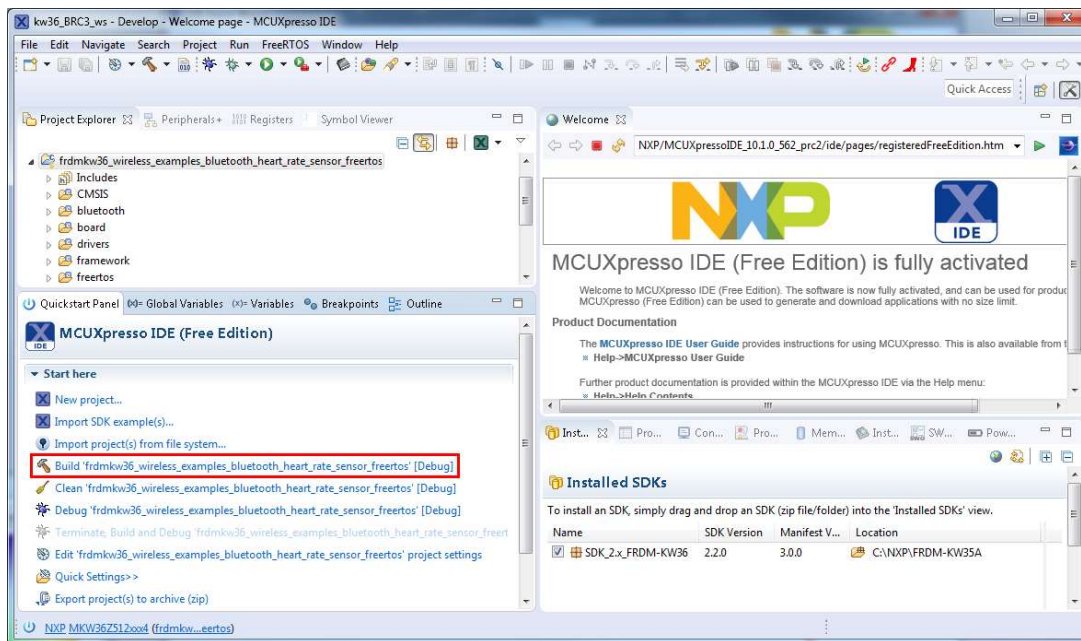 kw36_BRC3_ws - Develop - Welcome page - MCUXpresso IDE
File Edit Navigate Search Project Run FreeRTOS Window Help
Quick Access
Project Explorer Peripherals+ Registers Symbol Viewer
frdmkw36_wireless_examples_bluetooth_heart_rate_sensor_freertos
Includes
CMSIS
bluetooth
board
drivers
framework
freertos
Welcome
NXP/MCUXpressoIDE_10.1.0_562_prc2/ide/pages/registeredFreeEdition.htm
NXP
X
IDE
MCUXpresso IDE (Free Edition) is fully activated
Welcome to MCUXpresso IDE (Free Edition). The software is now fully activated, and can be used for produc
MCUXpresso (Free Edition) can be used to generate and download applications with no size limit.
Product Documentation
The MCUXpresso IDE User Guide provides instructions for using MCUXpresso. This is also available from t
Help->MCUXpresso User Guide
Further product documentation is provided within the MCUXpresso IDE via the Help menu:
Help->Help Contents
Quickstart Panel (x)= Global Variables (x)= Variables Breakpoints Outline
IDE
MCUXpresso IDE (Free Edition)
Start here
New project...
Import SDK example(s)...
Import project(s) from file system...
Build 'frdmkw36_wireless_examples_bluetooth_heart_rate_sensor_freertos' [Debug]
Clean 'frdmkw36_wireless_examples_bluetooth_heart_rate_sensor_freertos' [Debug]
Debug 'frdmkw36_wireless_examples_bluetooth_heart_rate_sensor_freertos' [Debug]
Terminate, Build and Debug 'frdmkw36_wireless_examples_bluetooth_heart_rate_sensor_freert
Edit 'frdmkw36_wireless_examples_bluetooth_heart_rate_sensor_freertos' project settings
Quick Settings>>
Export project(s) to archive (zip)
Inst... Pro... Con... Pro... Mem... Inst... SW... Pow...
Installed SDKs
To install an SDK, simply drag and drop an SDK (zip file/folder) into the 'Installed SDKs' view.
Name SDK Version Manifest V... Location
SDK_2.x_FRDM-KW36 2.2.0 3.0.0 C:\NXP\FRDM-KW35A
NXP MKW36Z512xxx4 (frdmkw...eertos)